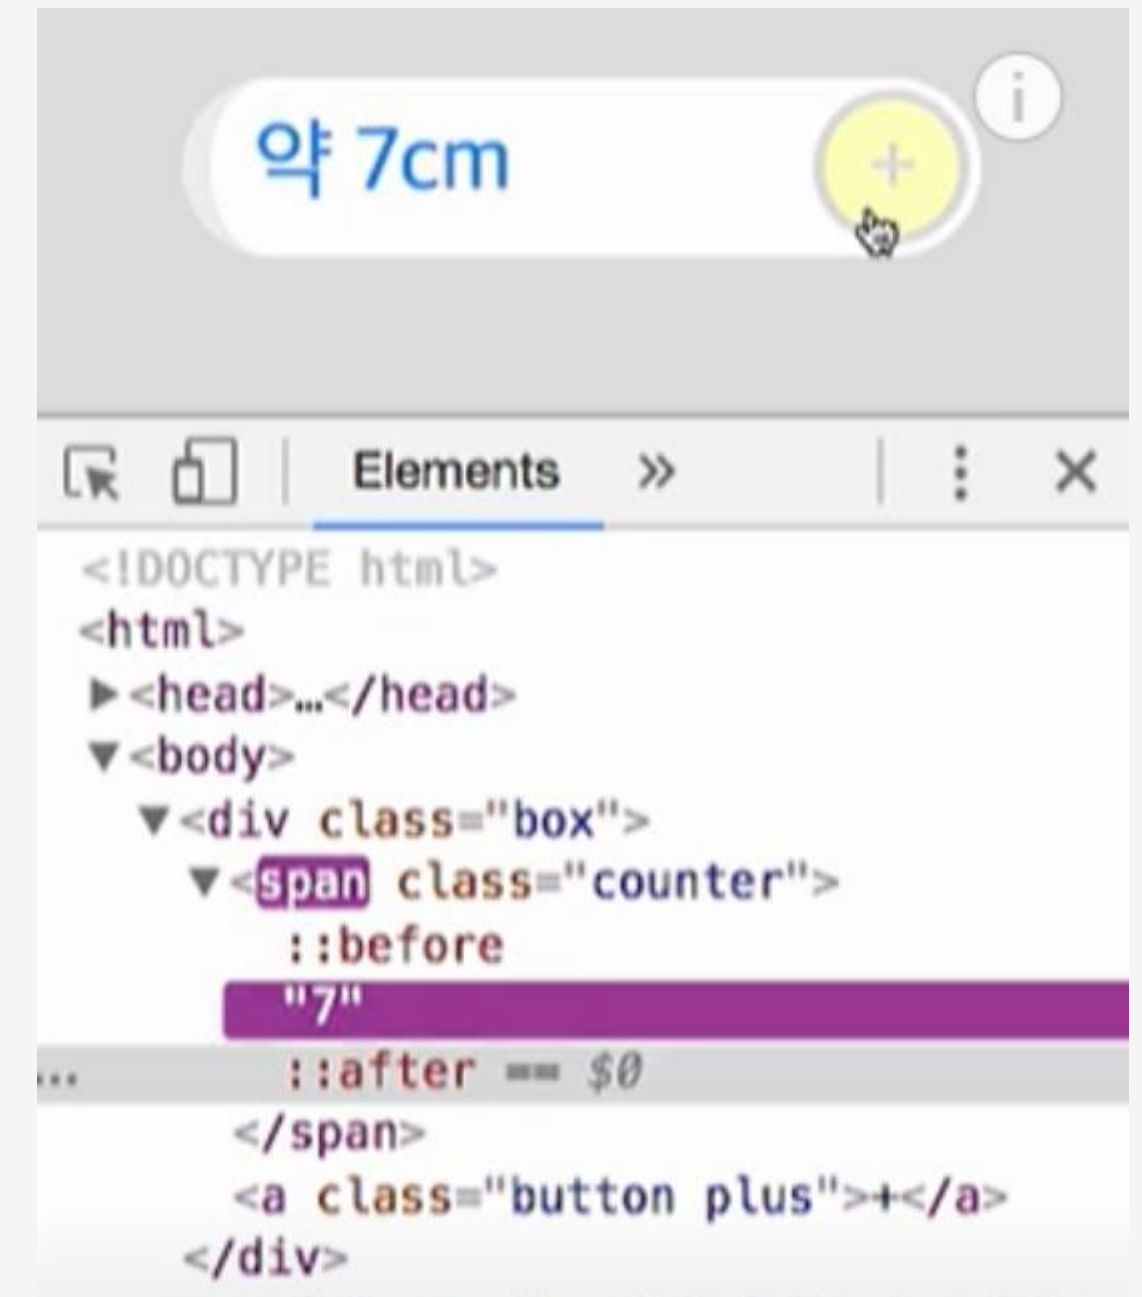 약 7cm
+
i
Elements »
<!DOCTYPE html>
<html>
▶<head>…</head>
▼<body>
▼<div class="box">
▼<span class="counter">
::before
"7"
::after == $0
</span>
<a class="button plus">+</a>
</div>